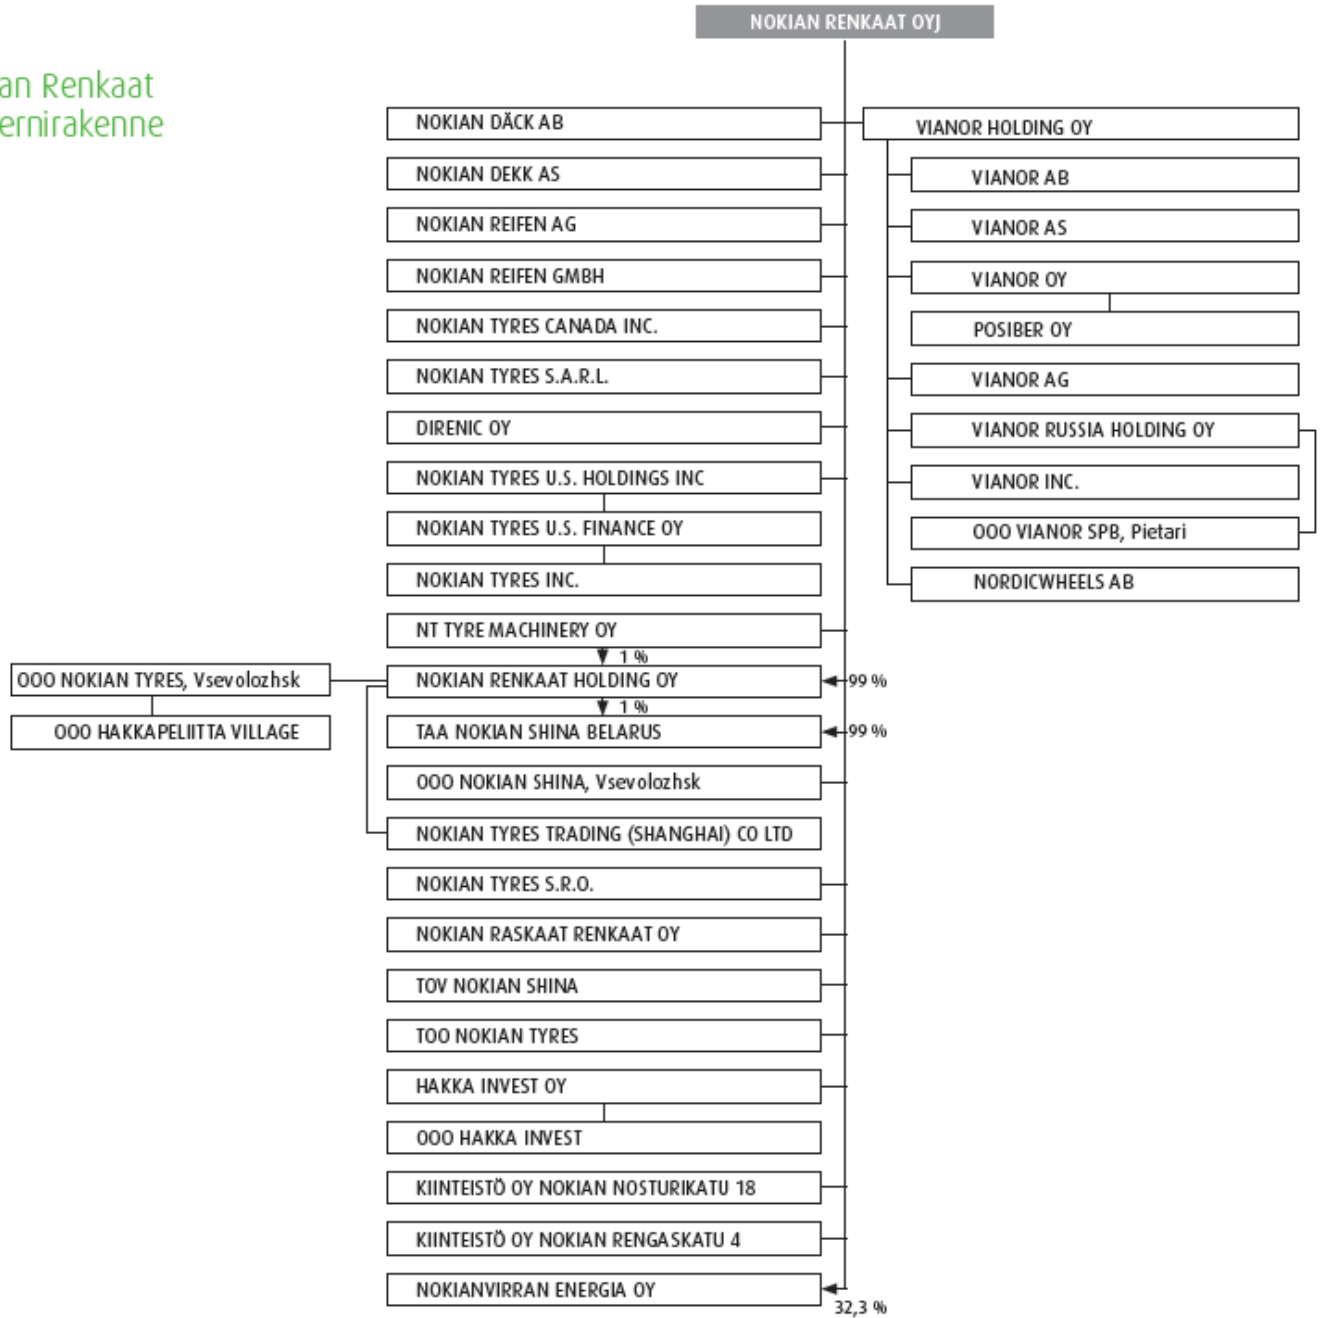 NOKIAN RENKAAT OYJ
an Renkaat
ernirakenne
NOKIAN DÄCK AB
VIANOR HOLDING OY
NOKIAN DEKK AS
VIANOR AB
NOKIAN REIFEN AG
VIANOR AS
NOKIAN REIFEN GMBH
VIANOR OY
NOKIAN TYRES CANADA INC.
POSIBER OY
NOKIAN TYRES S.A.R.L.
VIANOR AG
DIRENIC OY
VIANOR RUSSIA HOLDING OY
NOKIAN TYRES U.S. HOLDINGS INC
VIANOR INC.
NOKIAN TYRES U.S. FINANCE OY
OOO VIANOR SPB, Pietari
NOKIAN TYRES INC.
NORDICWHEELS AB
NT TYRE MACHINERY OY
1 %
OOO NOKIAN TYRES, Vsevolozhsk
NOKIAN RENKAAT HOLDING OY
99 %
1 %
OOO HAKKAPELIITTA VILLAGE
TAA NOKIAN SHINA BELARUS
99 %
OOO NOKIAN SHINA, Vsevolozhsk
NOKIAN TYRES TRADING (SHANGHAI) CO LTD
NOKIAN TYRES S.R.O.
NOKIAN RASKAAT RENKAAT OY
TOV NOKIAN SHINA
TOO NOKIAN TYRES
HAKKA INVEST OY
OOO HAKKA INVEST
KIINTEISTÖ OY NOKIAN NOSTURIKATU 18
KIINTEISTÖ OY NOKIAN RENGASKATU 4
NOKIANVIRRAN ENERGIA OY
32,3 %